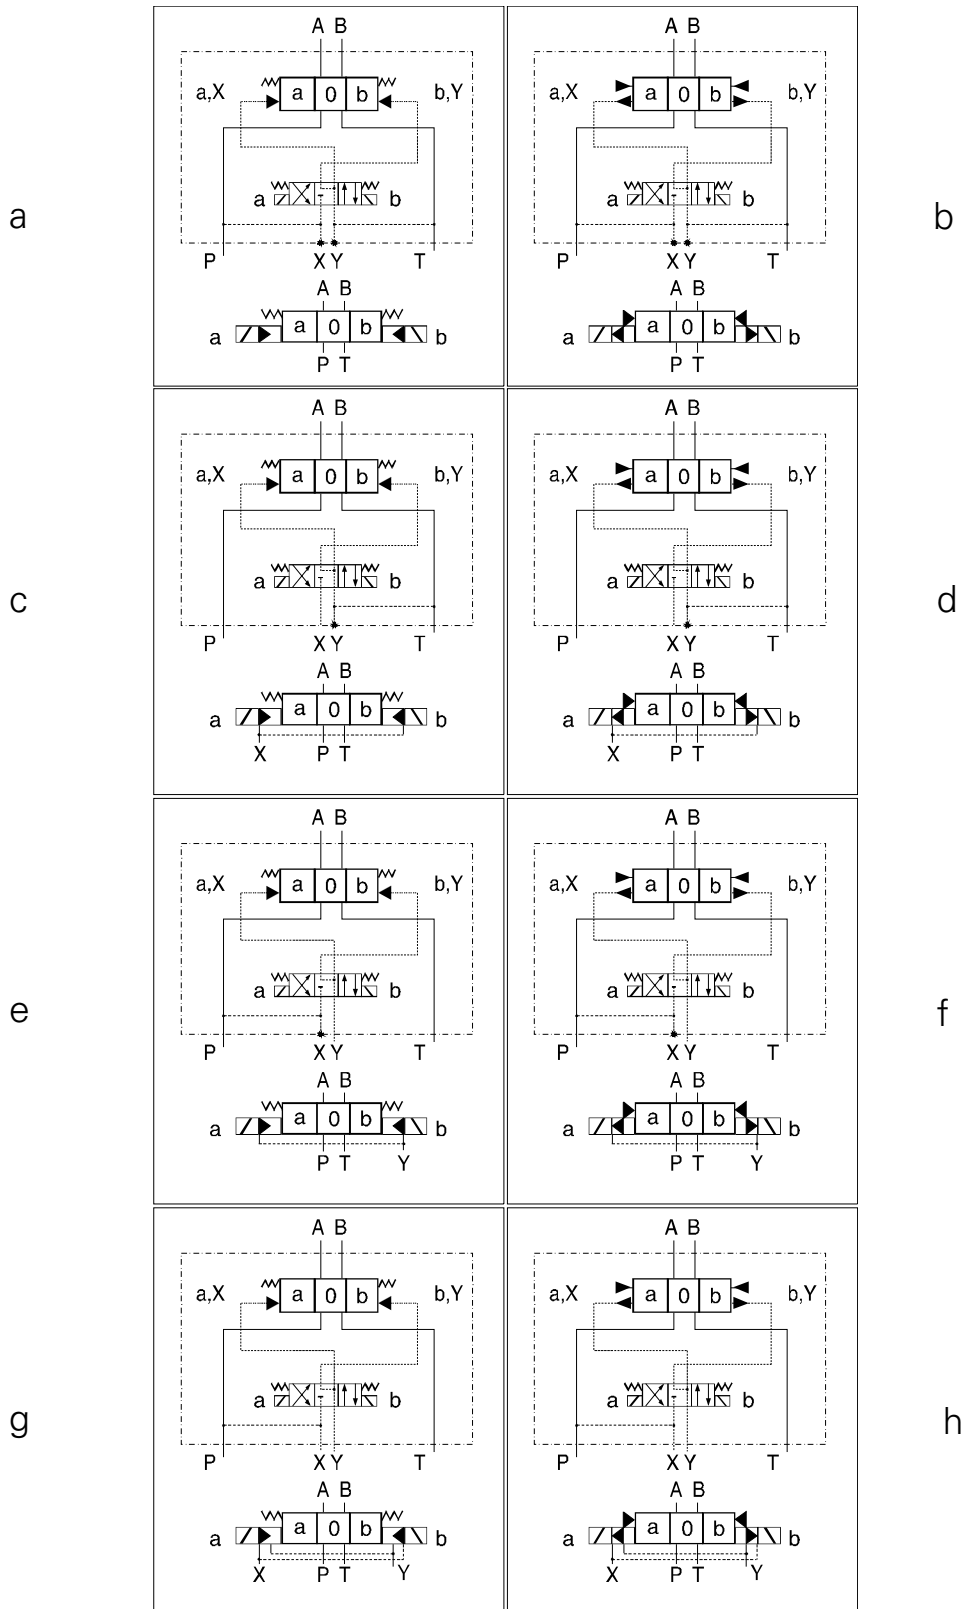 A B A B
a,X a 0 b b,Y a,X a 0 b b,Y
a b a b
a b
P X Y T P X Y T
A B A B
a a 0 b b a a 0 b b
P T P T
A B A B
a,X a 0 b b,Y a,X a 0 b b,Y
a b a b
c d
P X Y T P X Y T
A B A B
a a 0 b b a a 0 b b
X P T X P T
A B A B
a,X a 0 b b,Y a,X a 0 b b,Y
a b a b
e f
P X Y T P X Y T
A B A B
a a 0 b b a a 0 b b
P T Y P T Y
A B A B
a,X a 0 b b,Y a,X a 0 b b,Y
a b a b
g h
P X Y T P X Y T
A B A B
a a 0 b b a a 0 b b
X P T Y X P T Y